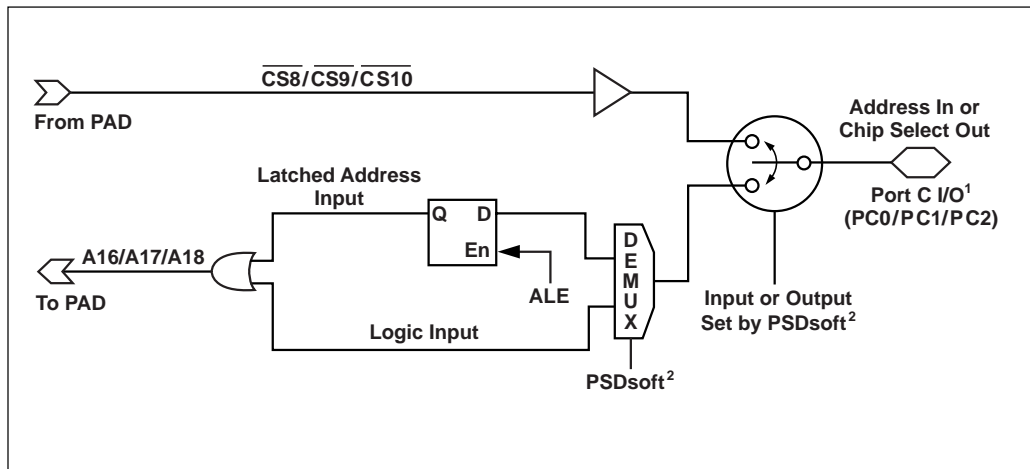 CS8/CS9/CS10
From PAD
Address In or
Chip Select Out
Port C I/O1
(PC0/PC1/PC2)
Latched Address
Input
Q D
En
ALE
DEMUX
A16/A17/A18
To PAD
Logic Input
PSDsoft2
Input or Output
Set by PSDsoft2